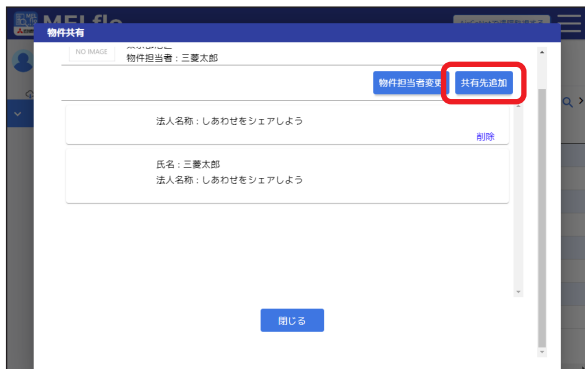 MELflo
物件共有
NO IMAGE
物件担当者：三菱太郎
物件担当者変更
共有先追加
法人名称：しあわせをシェアしよう
削除
氏名：三菱太郎
法人名称：しあわせをシェアしよう
閉じる